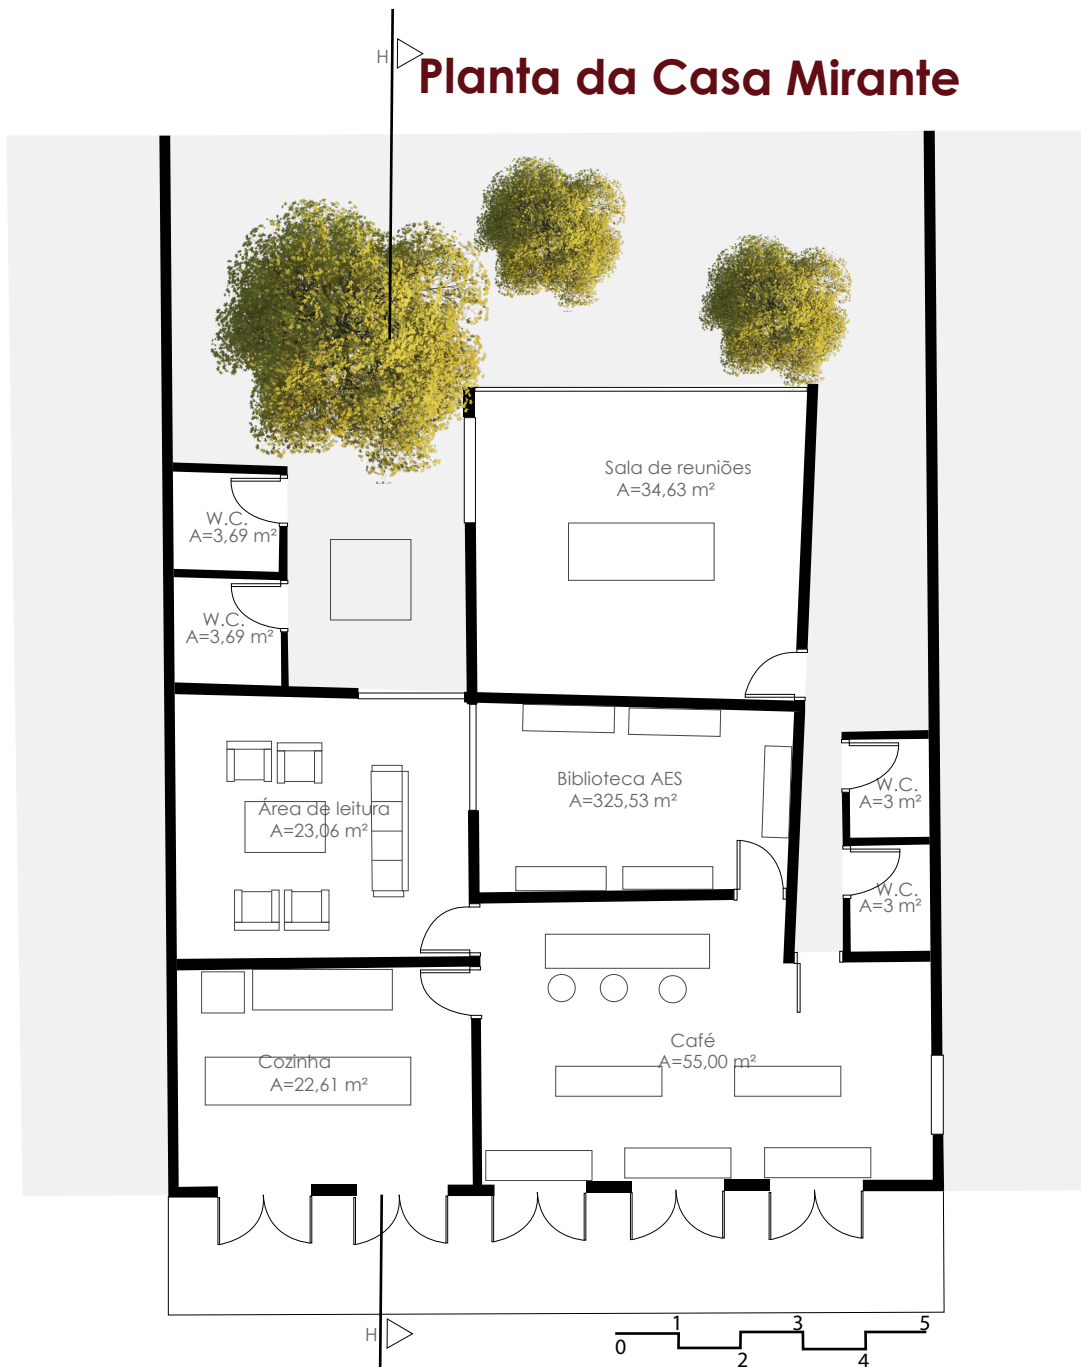 H
Planta da Casa Mirante
Sala de reuniões
A=34,63 m²
W.C.
A=3,69 m²
W.C.
A=3,69 m²
Biblioteca AES
A=325,53 m²
Área de leitura
A=23,06 m²
W.C.
A=3 m²
W.C.
A=3 m²
Café
A=55,00 m²
Cozinha
A=22,61 m²
H
1 3 5
0 2 4